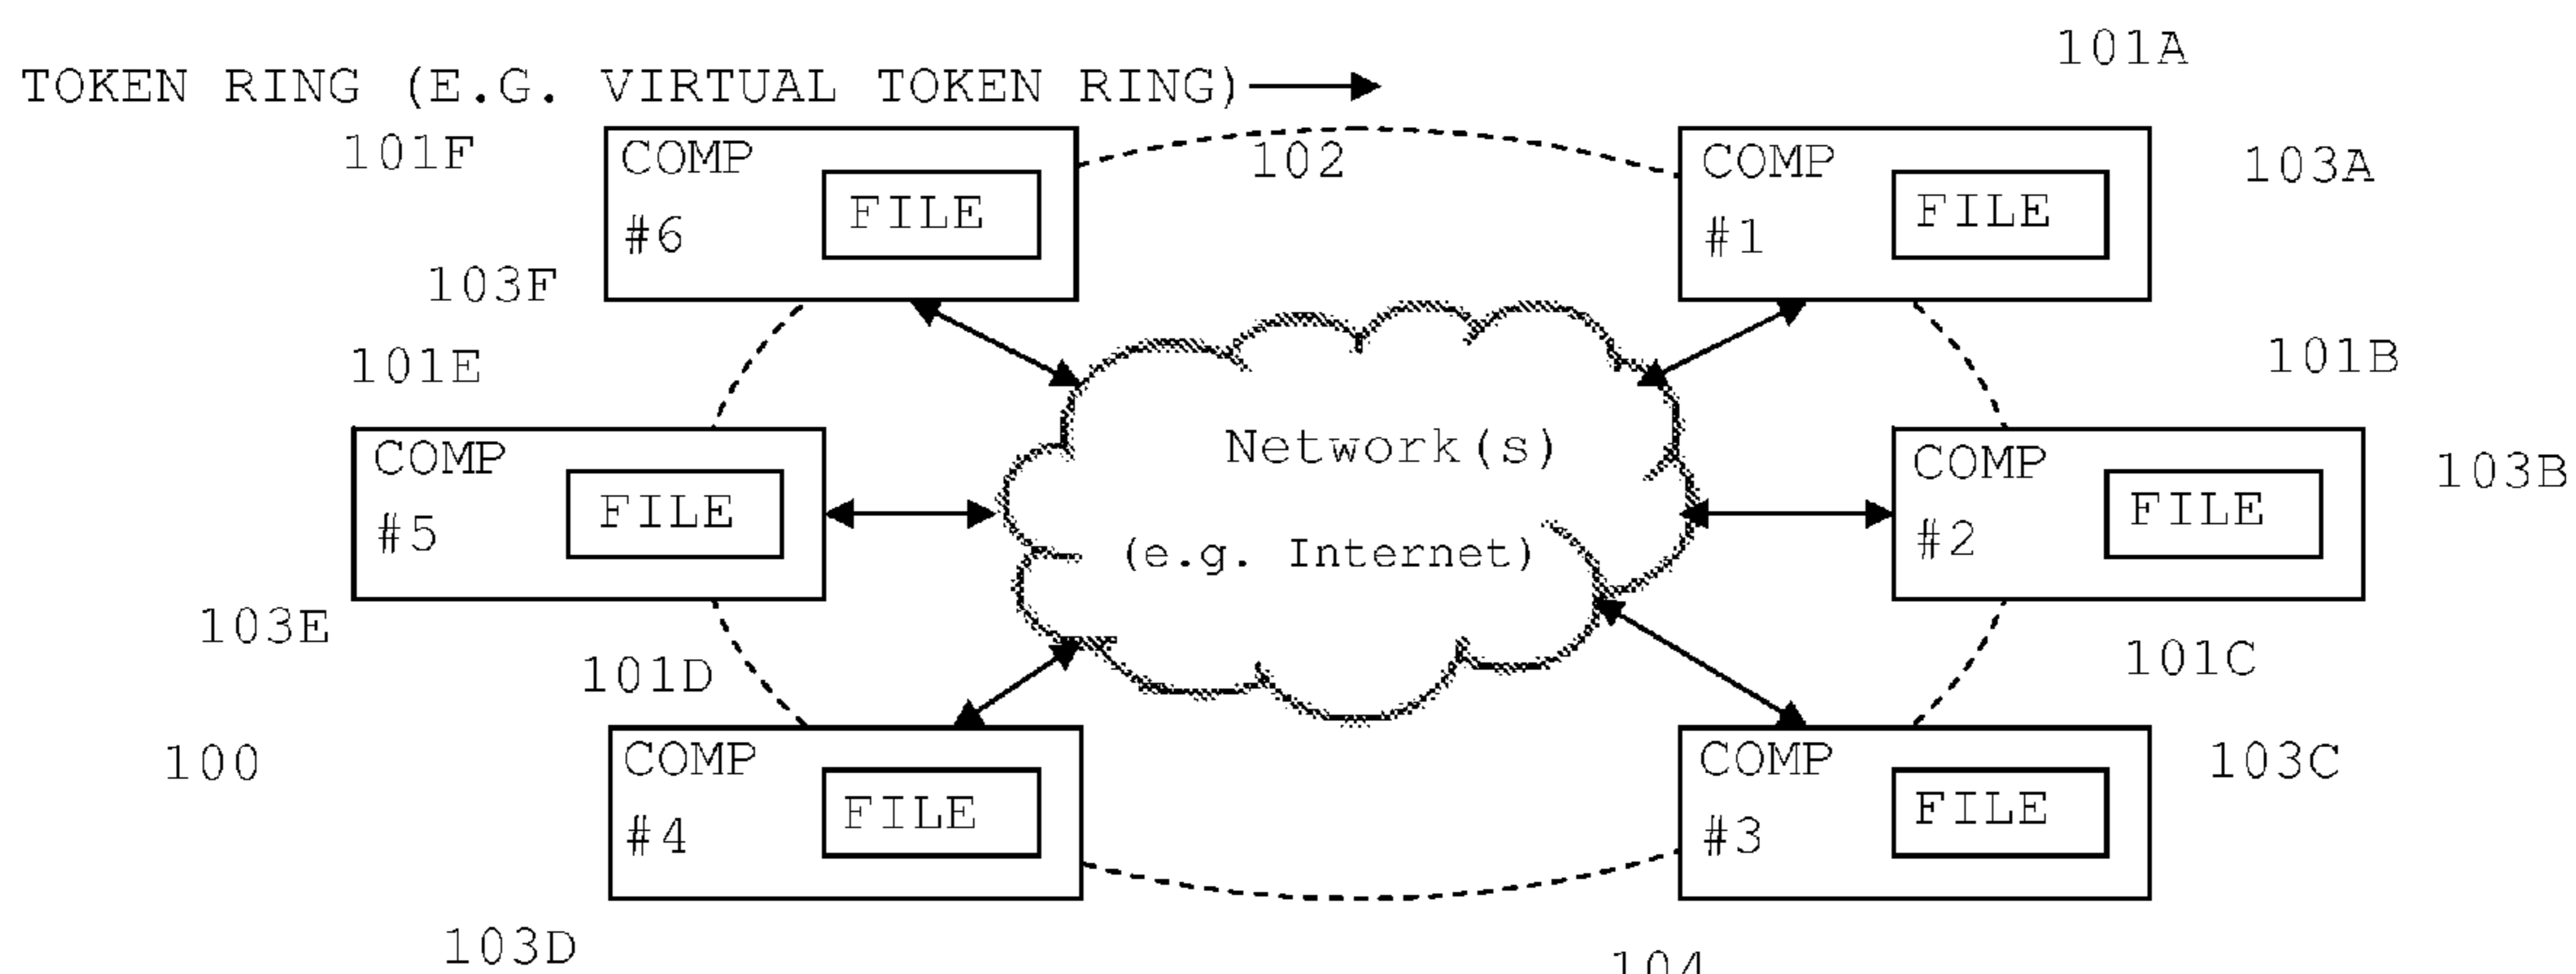 101A
TOKEN RING (E.G. VIRTUAL TOKEN RING)
101F
COMP
#6
FILE
102
COMP
#1
FILE
103A
103F
101E
101B
COMP
#5
FILE
Network(s)
(e.g. Internet)
COMP
#2
FILE
103B
103E
101D
101C
100
COMP
#4
FILE
COMP
#3
FILE
103C
103D
104